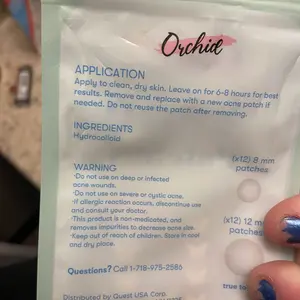 Orchid
APPLICATION
Apply to clean, dry skin. Leave on for 6-8 hours for best
results. Remove and replace with a new acne patch if
needed. Do not reuse the patch after removing.
INGREDIENTS
Hydrocolloid
(x12) 8 mm
patches
WARNING
•Do not use on deep or infected
acne wounds.
•Do not use on severe or cystic acne.
•If allergic reaction occurs, discontinue use
and consult your doctor.
•This product is non-medicated, and
removes impurities to decrease acne size.
•Keep out of reach of children. Store in cool
and dry place.
(x12) 12 m
patches
Questions? Call 1-718-975-2586
true
Distributed by Quest USA Corp.